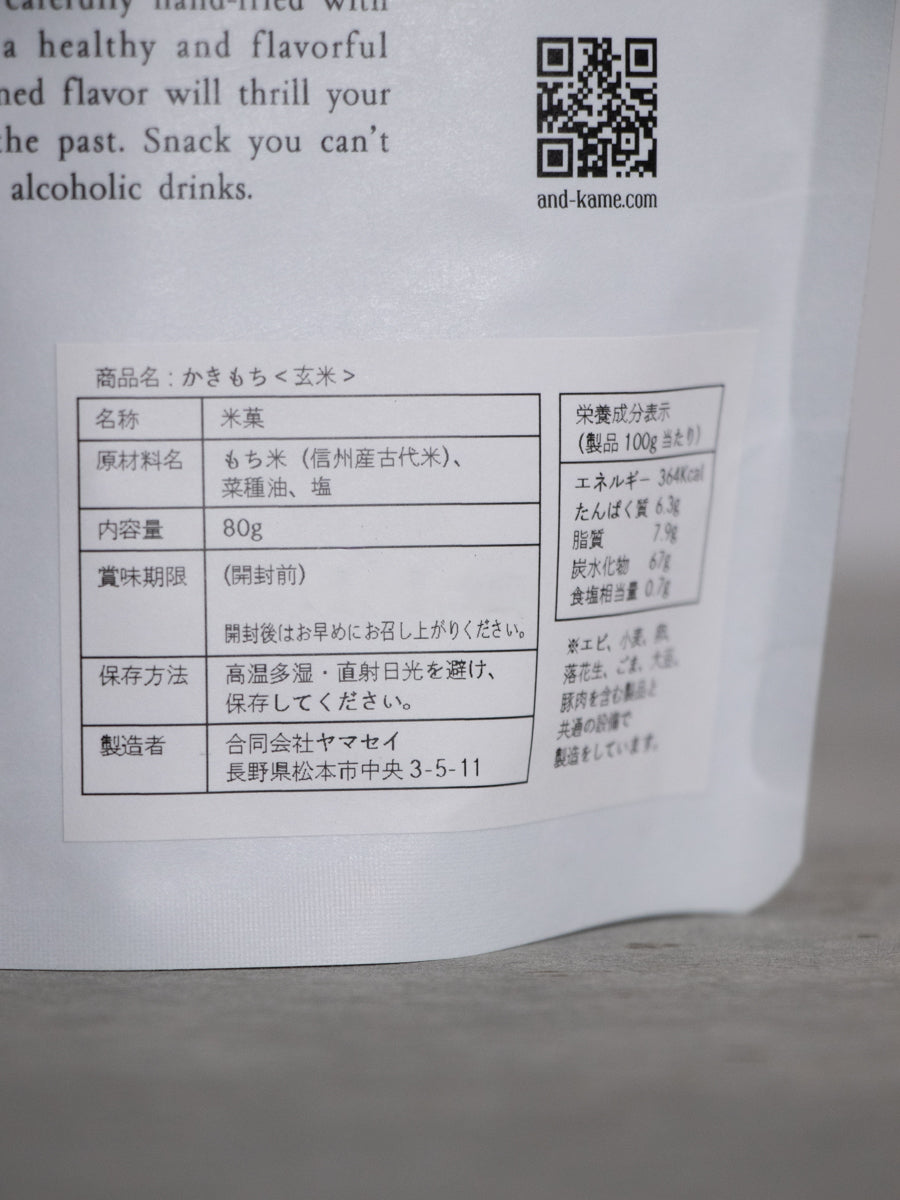 carefully hand-fried with
a healthy and flavorful
flavor will thrill your
the past. Snack you can't
alcoholic drinks.
and-kame.com
商品名：かきもち＜玄米＞
名称 米菓
原材料名 もち米（信州産古代米）、
菜種油、塩
内容量 80g
賞味期限 (開封前)
開封後はお早めにお召し上がりください。
保存方法 高温多湿・直射日光を避け、
保存してください。
製造者 合同会社ヤマセイ
長野県松本市中央 3-5-11
栄養成分表示
（製品 100g 当たり）
エネルギー 364Kcal
たんぱく質 6.3g
脂質 7.9g
炭水化物 67g
食塩相当量 0.7g
※エビ、小麦、
落花生、ごま、大豆、
豚肉を含む製品と
共通の設備で
製造をしています。